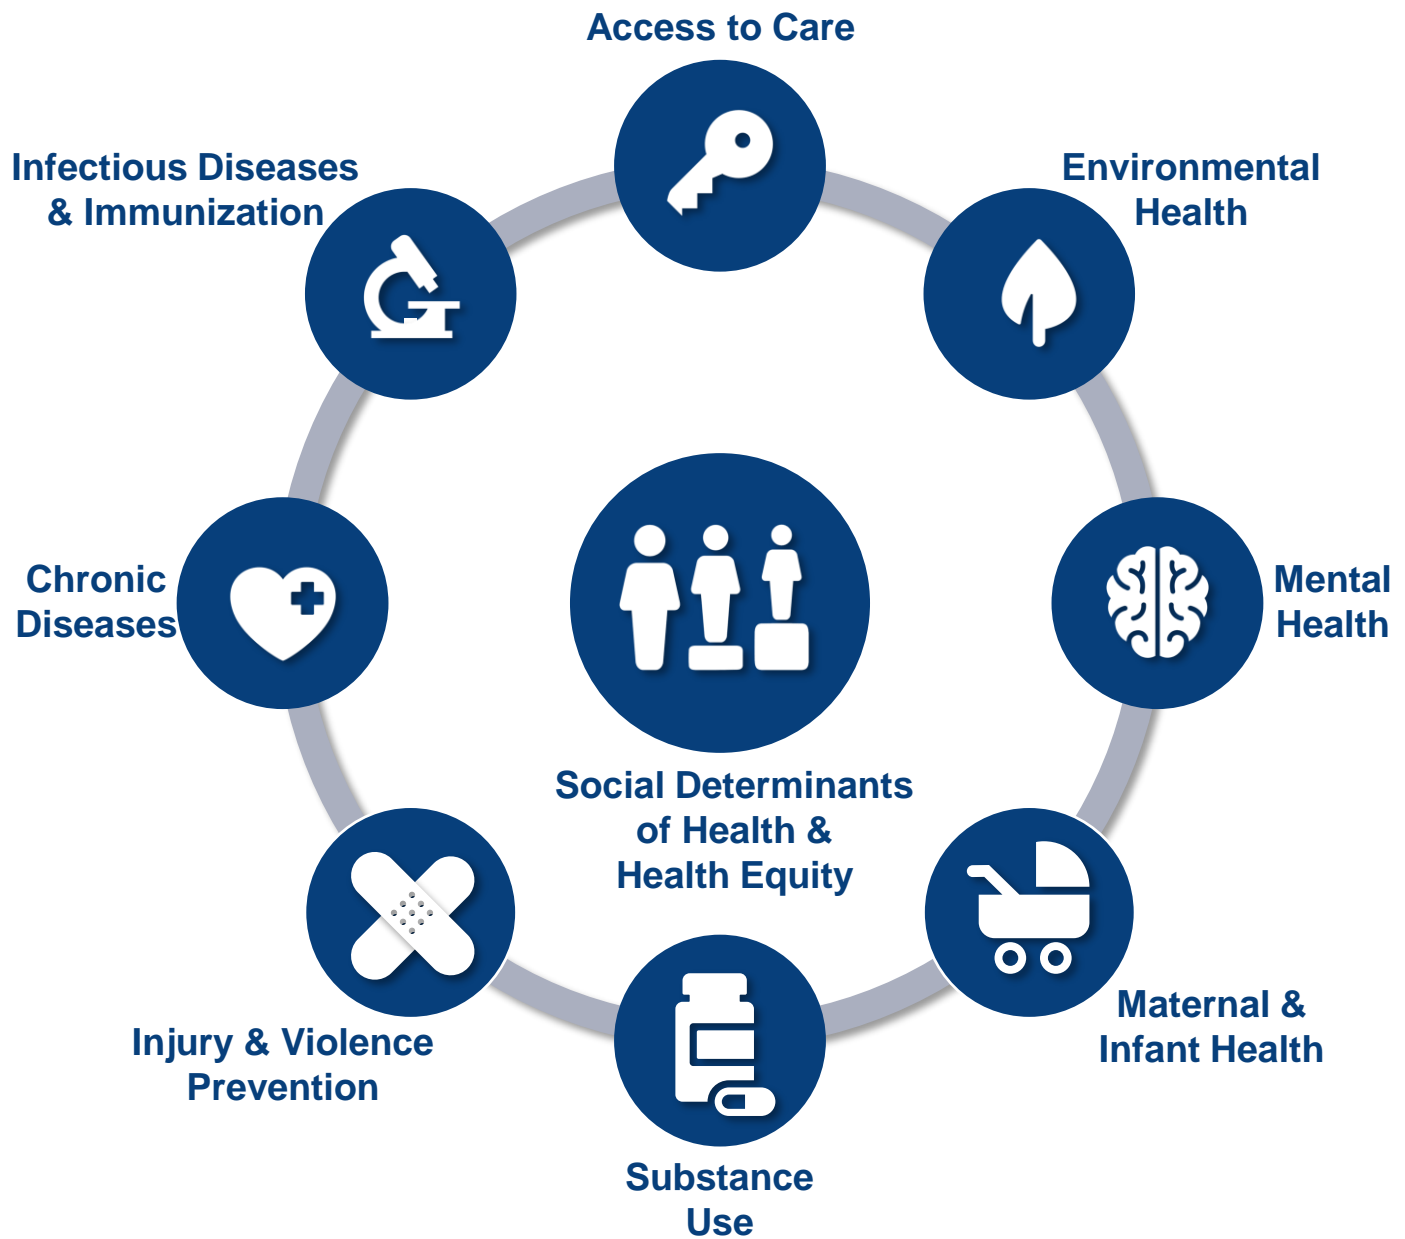 Access to Care
Infectious Diseases
& Immunization
Environmental
Health
Chronic
Diseases
Mental
Health
Social Determinants
of Health &
Health Equity
Maternal &
Infant Health
Injury & Violence
Prevention
Substance
Use